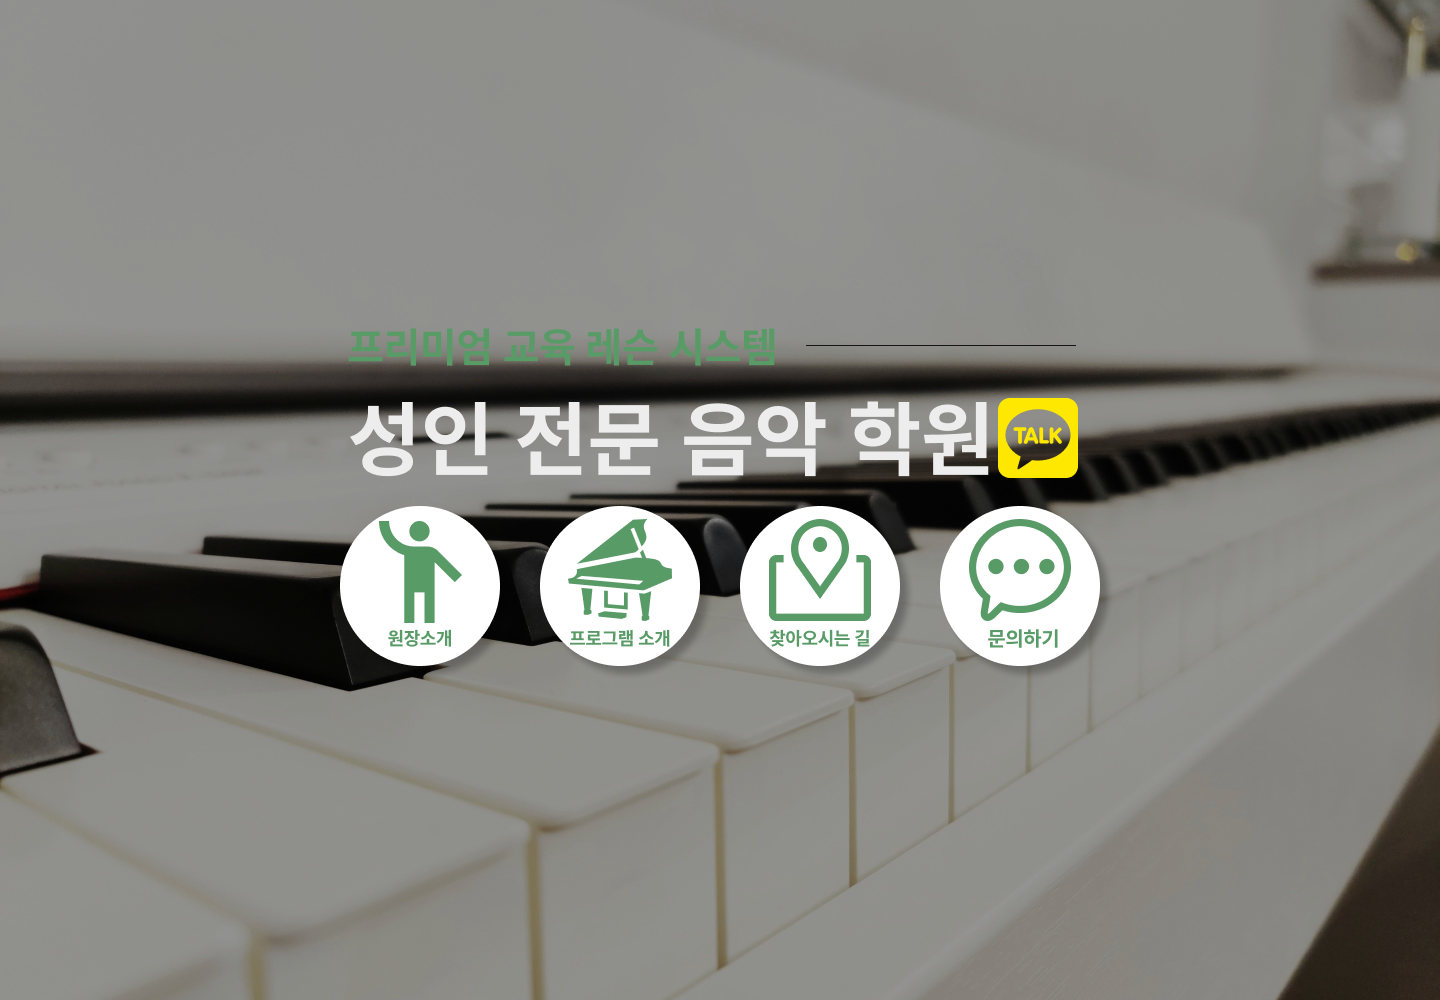 프리미엄 교육 레슨 시스템
성인 전문 음악 학원
TALK
원장소개
프로그램 소개
찾아오시는 길
문의하기